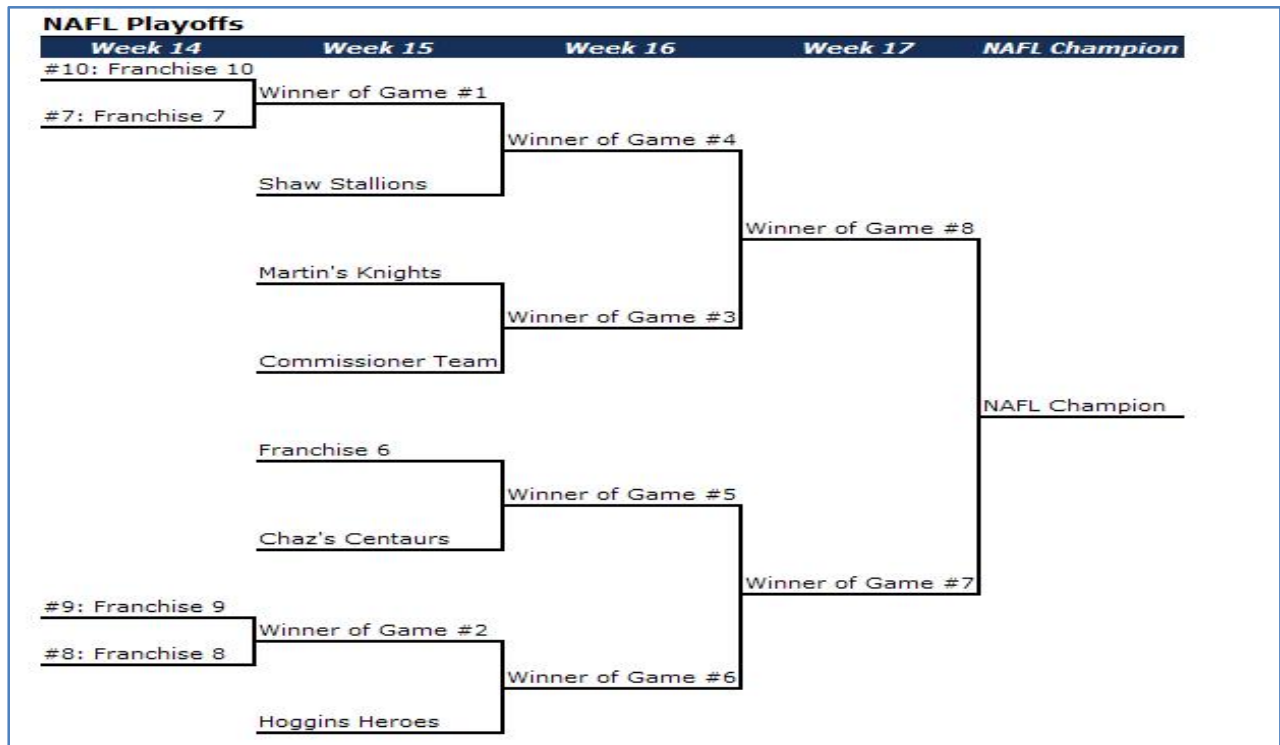 NAFL Playoffs
Week 14 Week 15 Week 16 Week 17 NAFL Champion
#10: Franchise 10
Winner of Game #1
#7: Franchise 7
Winner of Game #4
Shaw Stallions
Winner of Game #8
Martin's Knights
Winner of Game #3
Commissioner Team
NAFL Champion
Franchise 6
Winner of Game #5
Chaz's Centaurs
Winner of Game #7
#9: Franchise 9
Winner of Game #2
#8: Franchise 8
Winner of Game #6
Hoggins Heroes